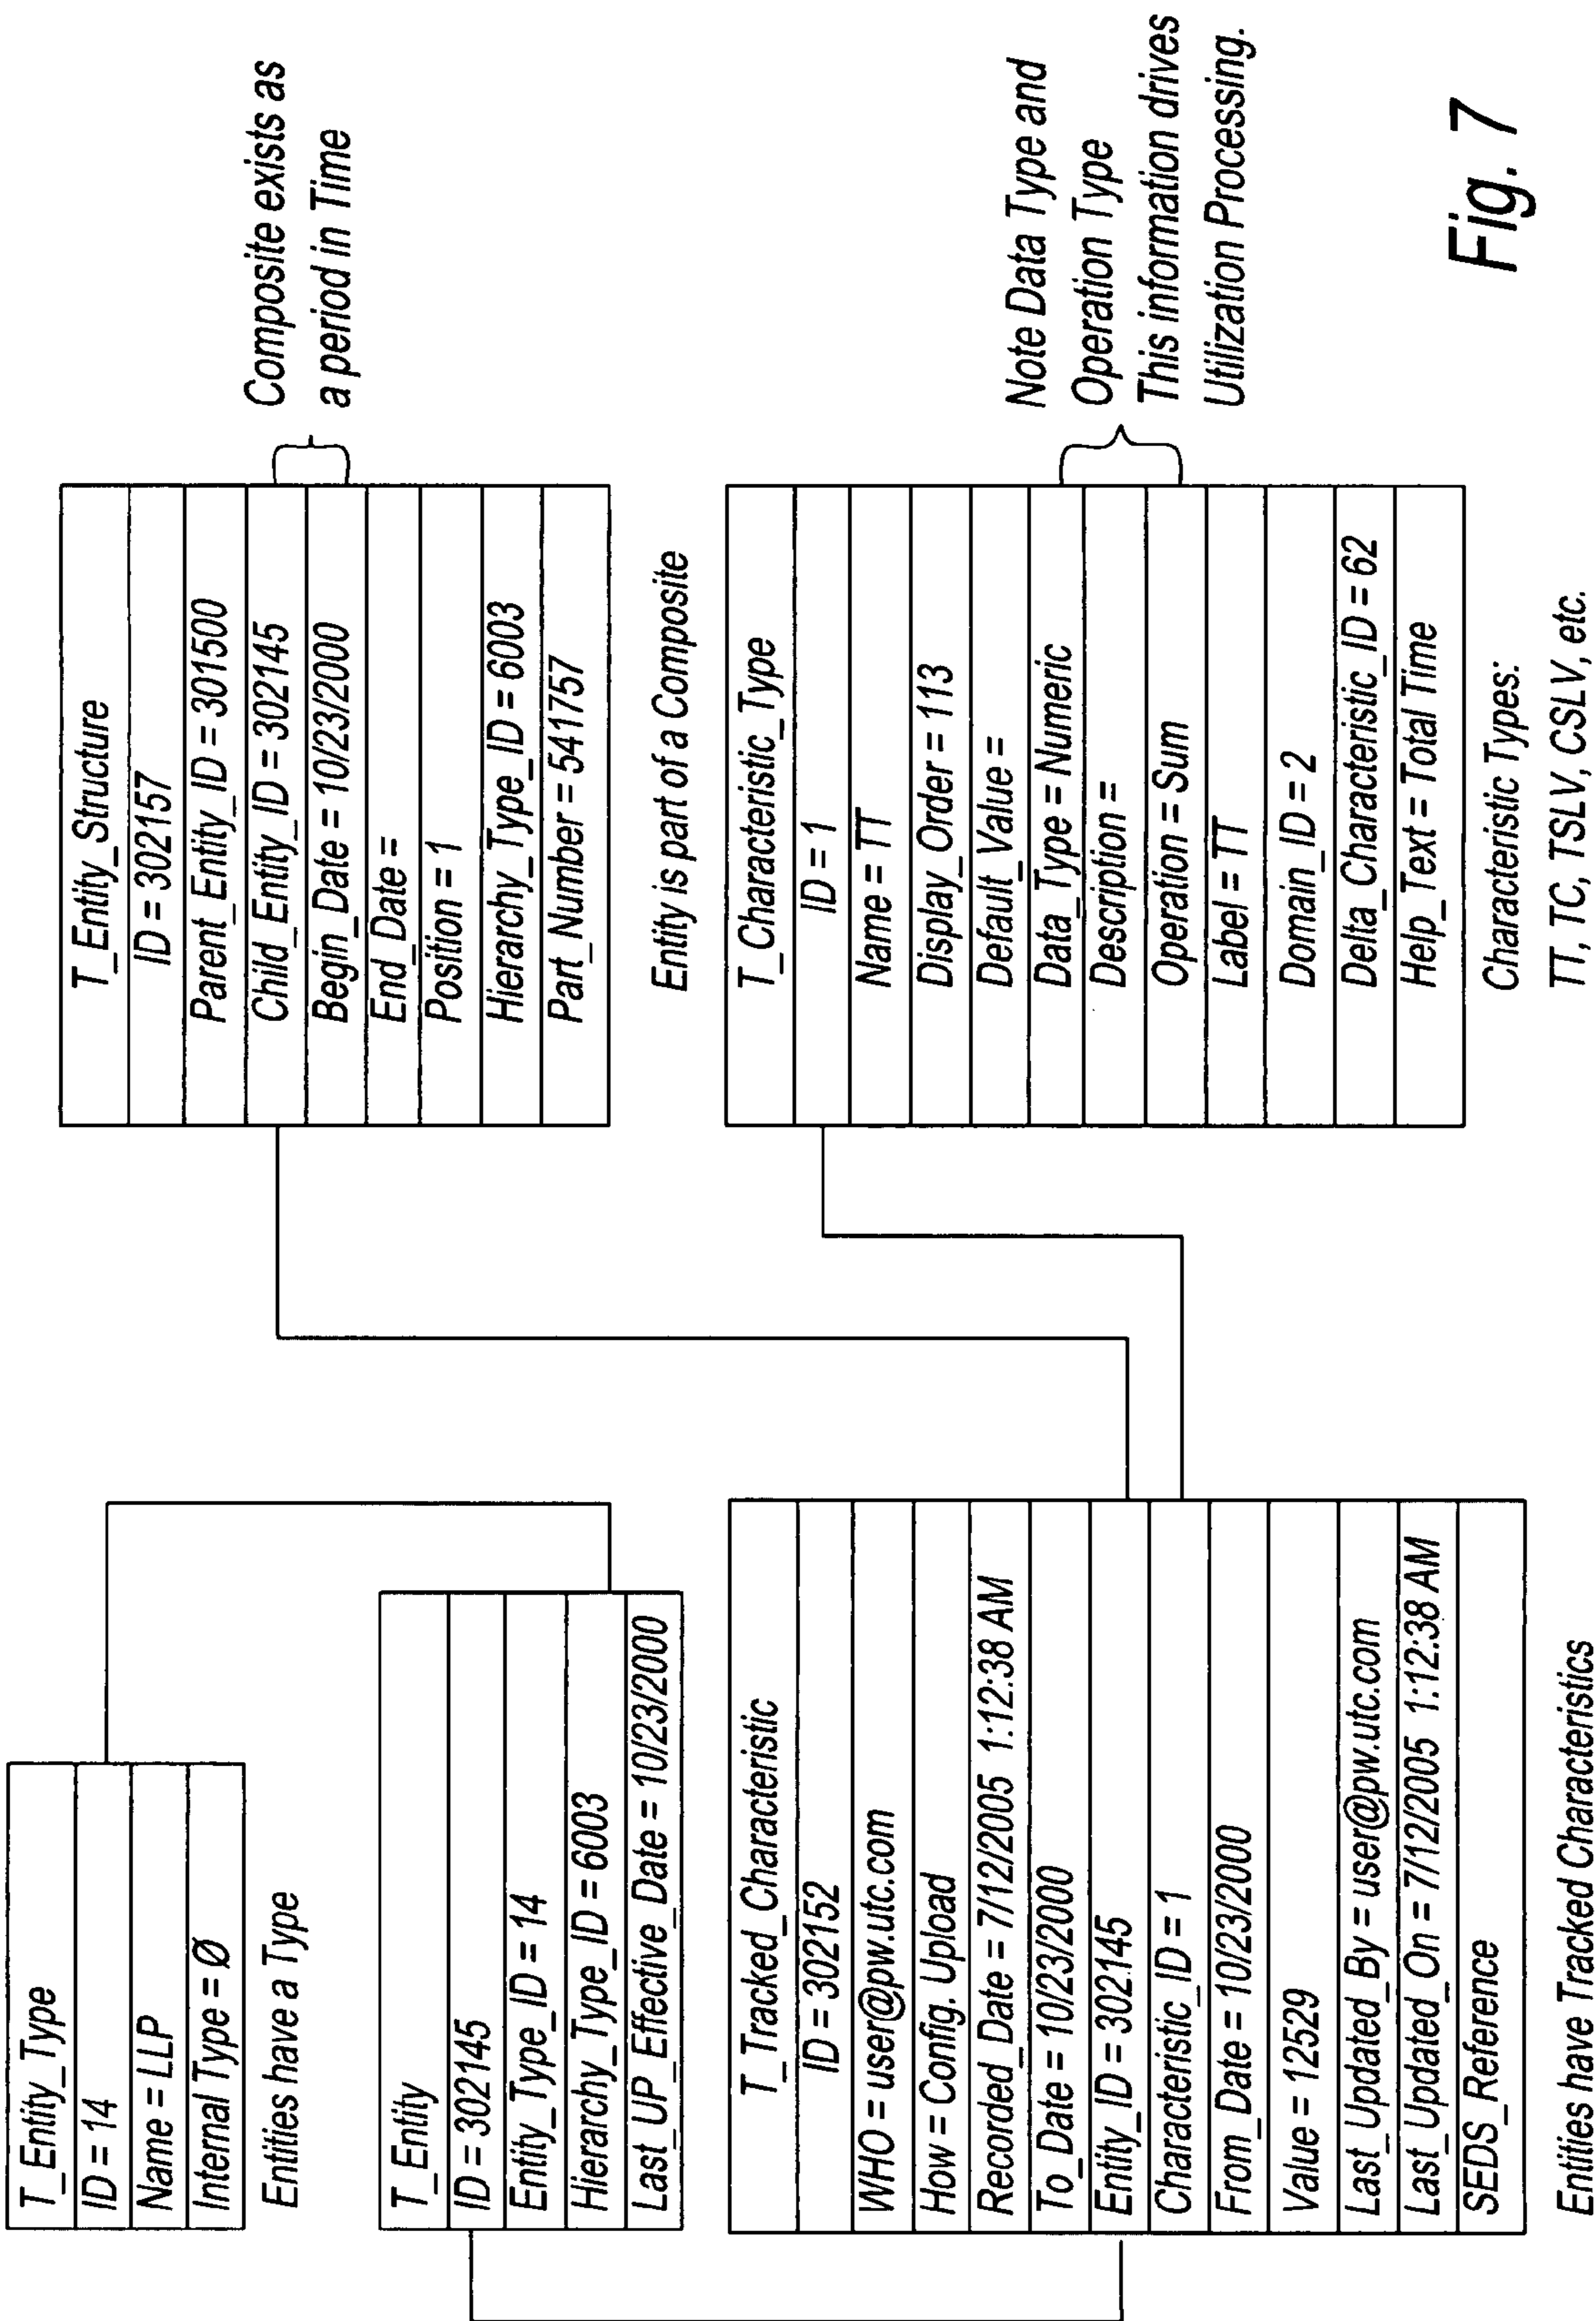 T_Entity_Type
ID = 14
Name = LLP
Internal Type = Ø
Entities have a Type
T_Entity
ID = 302145
Entity_Type_ID = 14
Hierarchy_Type_ID = 6003
Last_UP_Effective_Date = 10/23/2000
T_Tracked_Characteristic
ID = 302152
WHO = user@pw.utc.com
How = Config. Upload
Recorded_Date = 7/12/2005 1:12:38 AM
To_Date = 10/23/2000
Entity_ID = 302145
Characteristic_ID = 1
From_Date = 10/23/2000
Value = 12529
Last_Updated_By = user@pw.utc.com
Last_Updated_On = 7/12/2005 1:12:38 AM
SEDS_Reference
Entities have Tracked Characteristics
T_Entity_Structure
ID = 302157
Parent_Entity_ID = 301500
Child_Entity_ID = 302145
Begin_Date = 10/23/2000
End_Date =
Position = 1
Hierarchy_Type_ID = 6003
Part_Number = 541757
Entity is part of a Composite
Composite exists as
a period in Time
T_Characteristic_Type
ID = 1
Name = TT
Display_Order = 113
Default_Value =
Data_Type = Numeric
Description =
Operation = Sum
Label = TT
Domain_ID = 2
Delta_Characteristic_ID = 62
Help_Text = Total Time
Characteristic Types:
TT, TC, TSLV, CSLV, etc.
Note Data Type and
Operation Type
This information drives
Utilization Processing.
Fig. 7